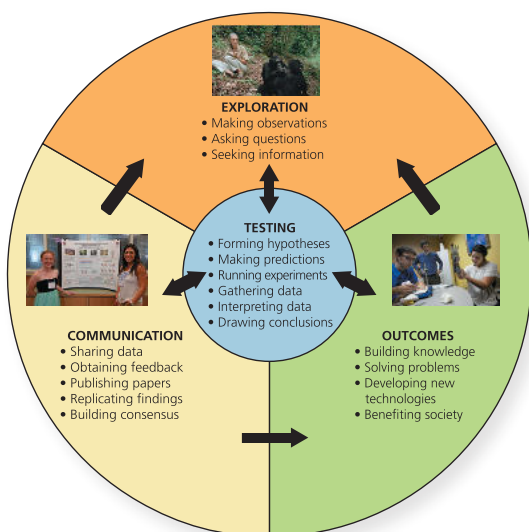 EXPLORATION
• Making observations
• Asking questions
• Seeking information
TESTING
• Forming hypotheses
• Making predictions
• Running experiments
• Gathering data
• Interpreting data
• Drawing conclusions
COMMUNICATION
• Sharing data
• Obtaining feedback
• Publishing papers
• Replicating findings
• Building consensus
OUTCOMES
• Building knowledge
• Solving problems
• Developing new
technologies
• Benefiting society